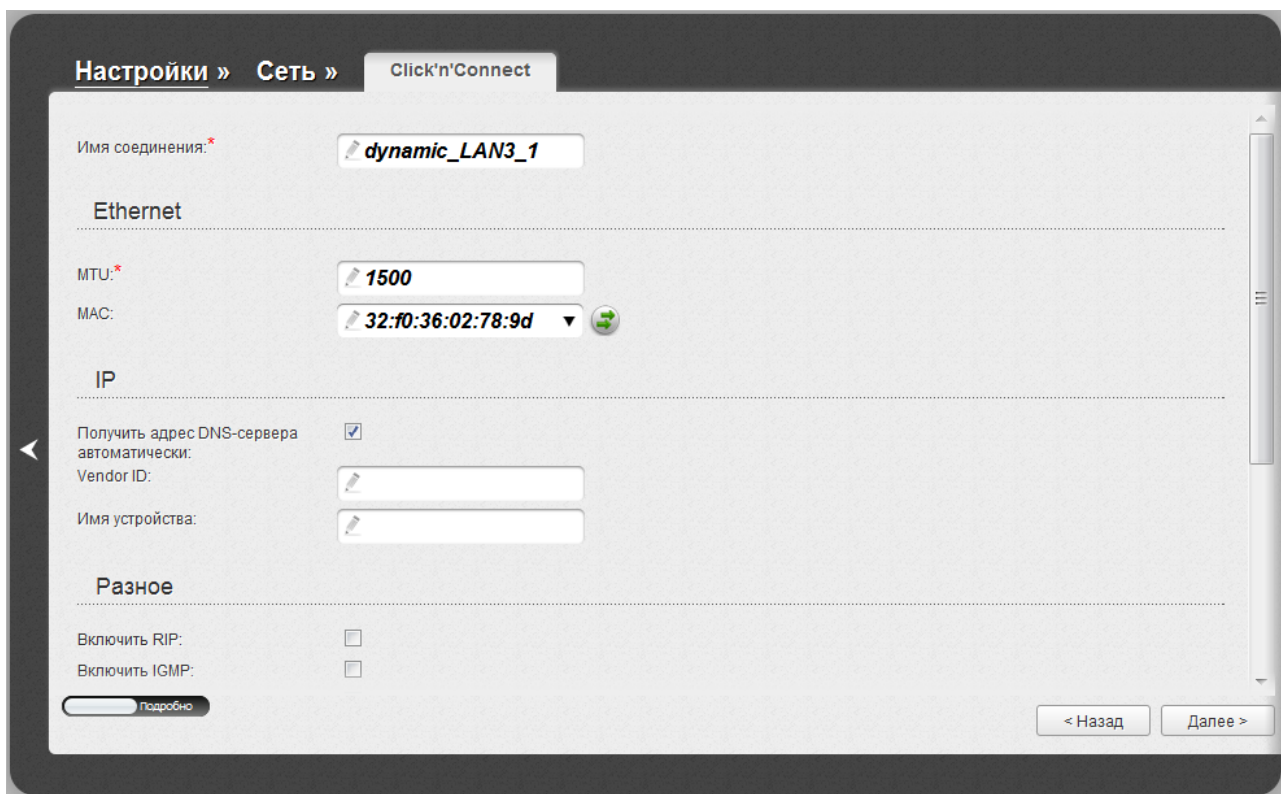 Настройки » Сеть » Click'n'Connect
Имя соединения:* dynamic_LAN3_1
Ethernet
MTU:* 1500
MAC: 32:f0:36:02:78:9d
IP
Получить адрес DNS-сервера
автоматически:
Vendor ID:
Имя устройства:
Разное
Включить RIP:
Включить IGMP:
Подробно
< Назад Далее >